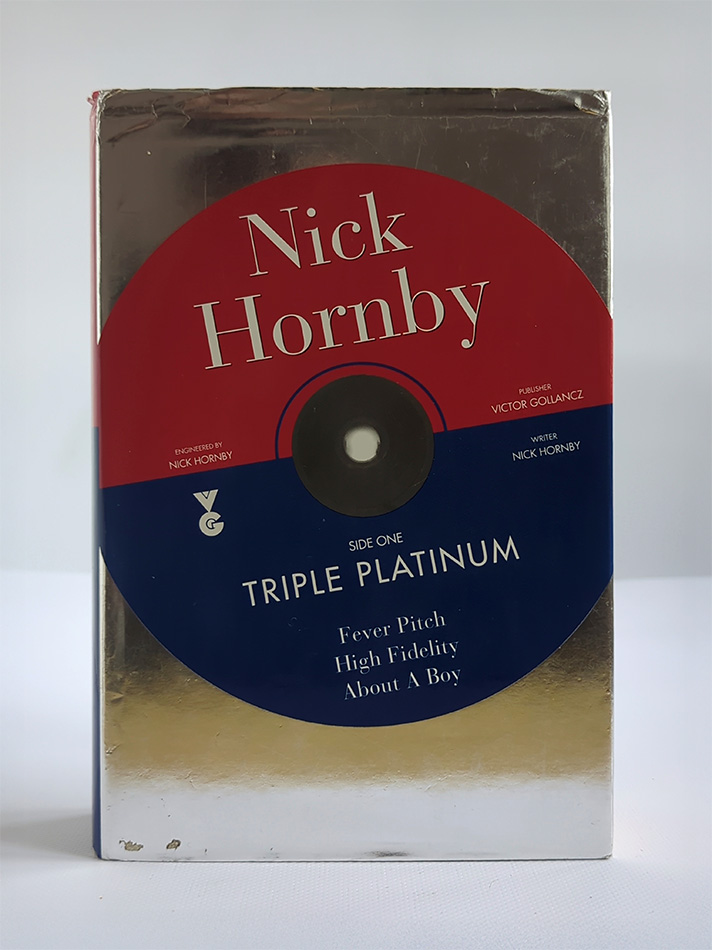 Nick
Hornby
PUBLISHER
VICTOR GOLLANCZ
ENGINEERED BY
NICK HORNBY
WRITER
NICK HORNBY
VG
SIDE ONE
TRIPLE PLATINUM
Fever Pitch
High Fidelity
About A Boy